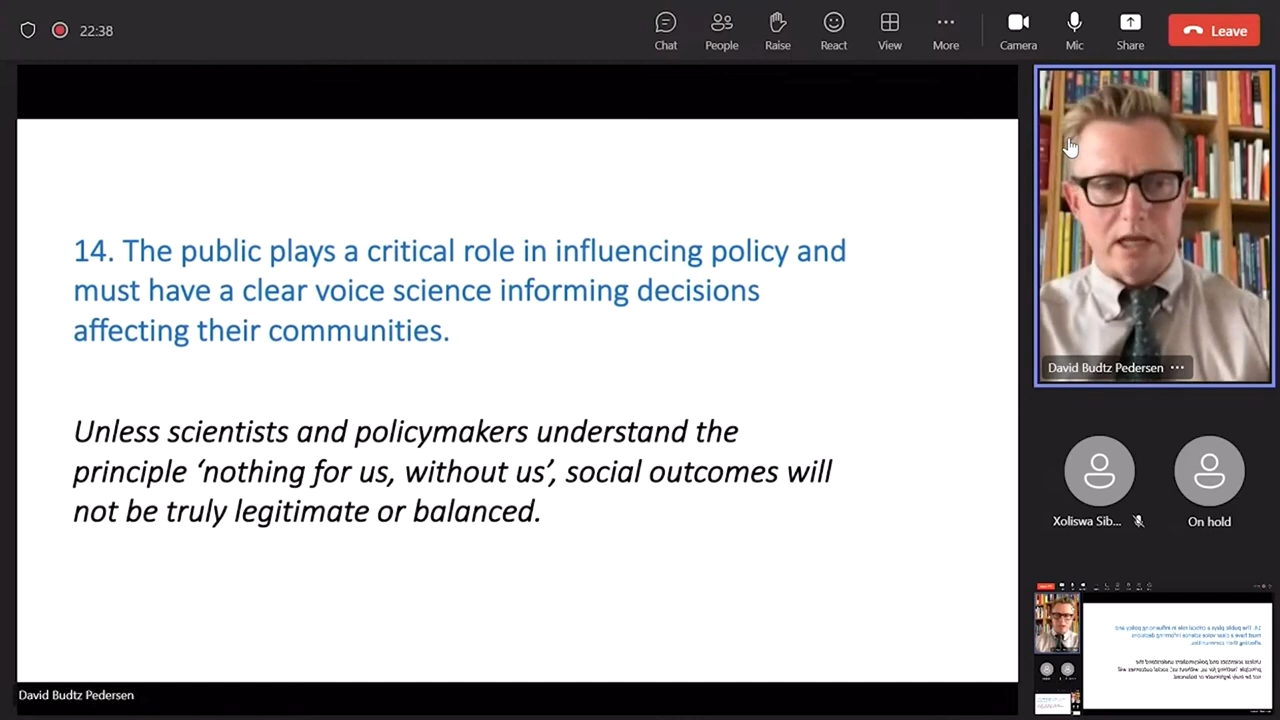 22:38
Chat
People
Raise
React
View
More
Camera
Mic
Share
Leave
14. The public plays a critical role in influencing policy and
must have a clear voice science informing decisions
affecting their communities.
Unless scientists and policymakers understand the
principle ‘nothing for us, without us’, social outcomes will
not be truly legitimate or balanced.
David Budtz Pedersen
Xoliswa Sib...
On hold
David Budtz Pedersen